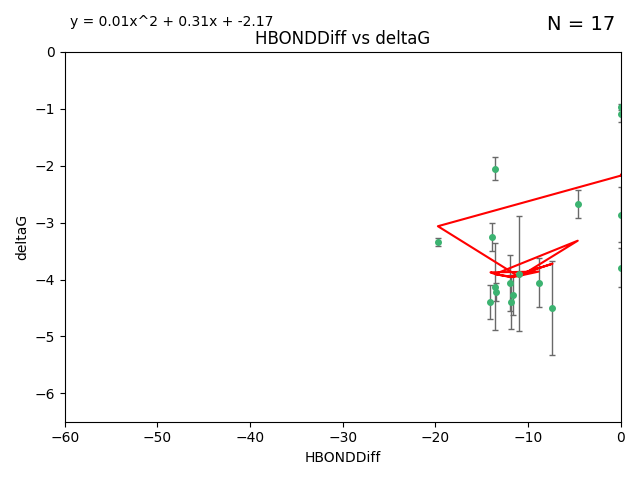 y = 0.01x^2 + 0.31x + -2.17
N = 17
HBONDDiff vs deltaG
0
−1
−2
−3
−4
−5
−6
deltaG
−60
−50
−40
−30
−20
−10
0
HBONDDiff